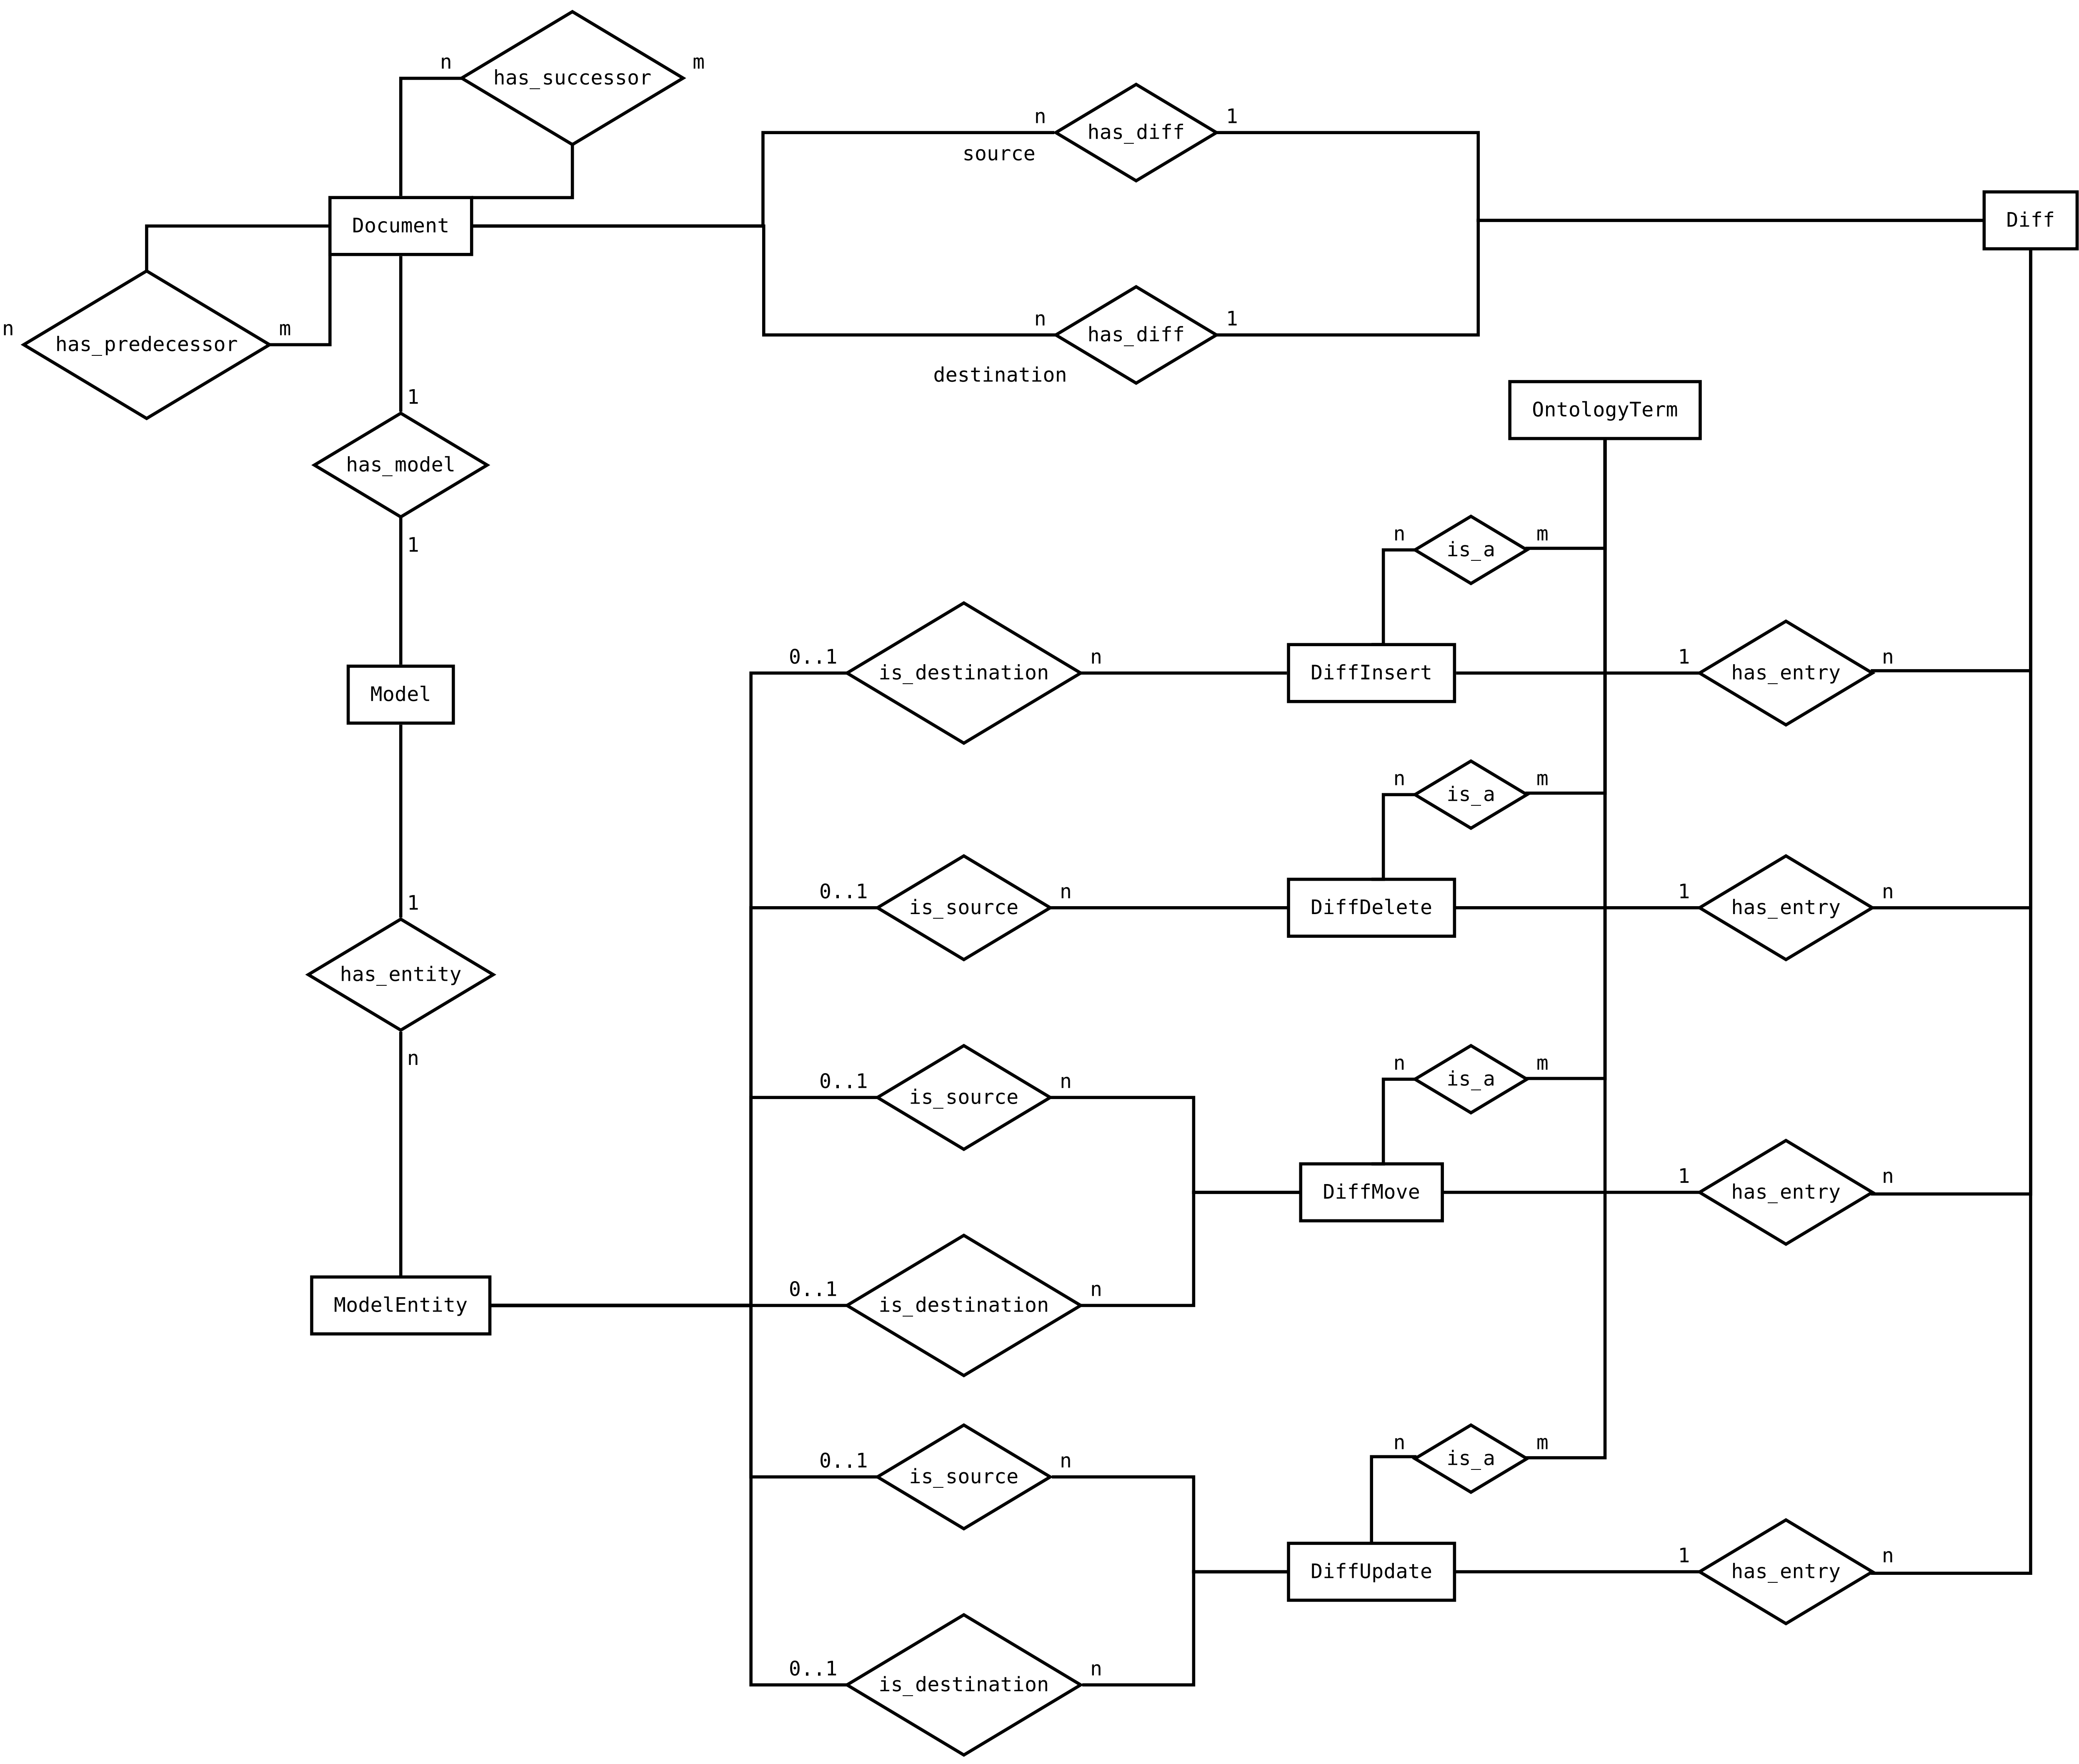 n
has_successor
m
n
has_diff
1
source
Document
Diff
n
has_predecessor
m
n
has_diff
1
destination
1
OntologyTerm
has_model
1
n
is_a
m
0..1
is_destination
n
DiffInsert
1
has_entry
n
Model
n
is_a
m
1
0..1
is_source
n
DiffDelete
1
has_entry
n
has_entity
n
0..1
is_source
n
n
is_a
m
DiffMove
1
has_entry
n
ModelEntity
0..1
is_destination
n
0..1
is_source
n
n
is_a
m
DiffUpdate
1
has_entry
n
0..1
is_destination
n